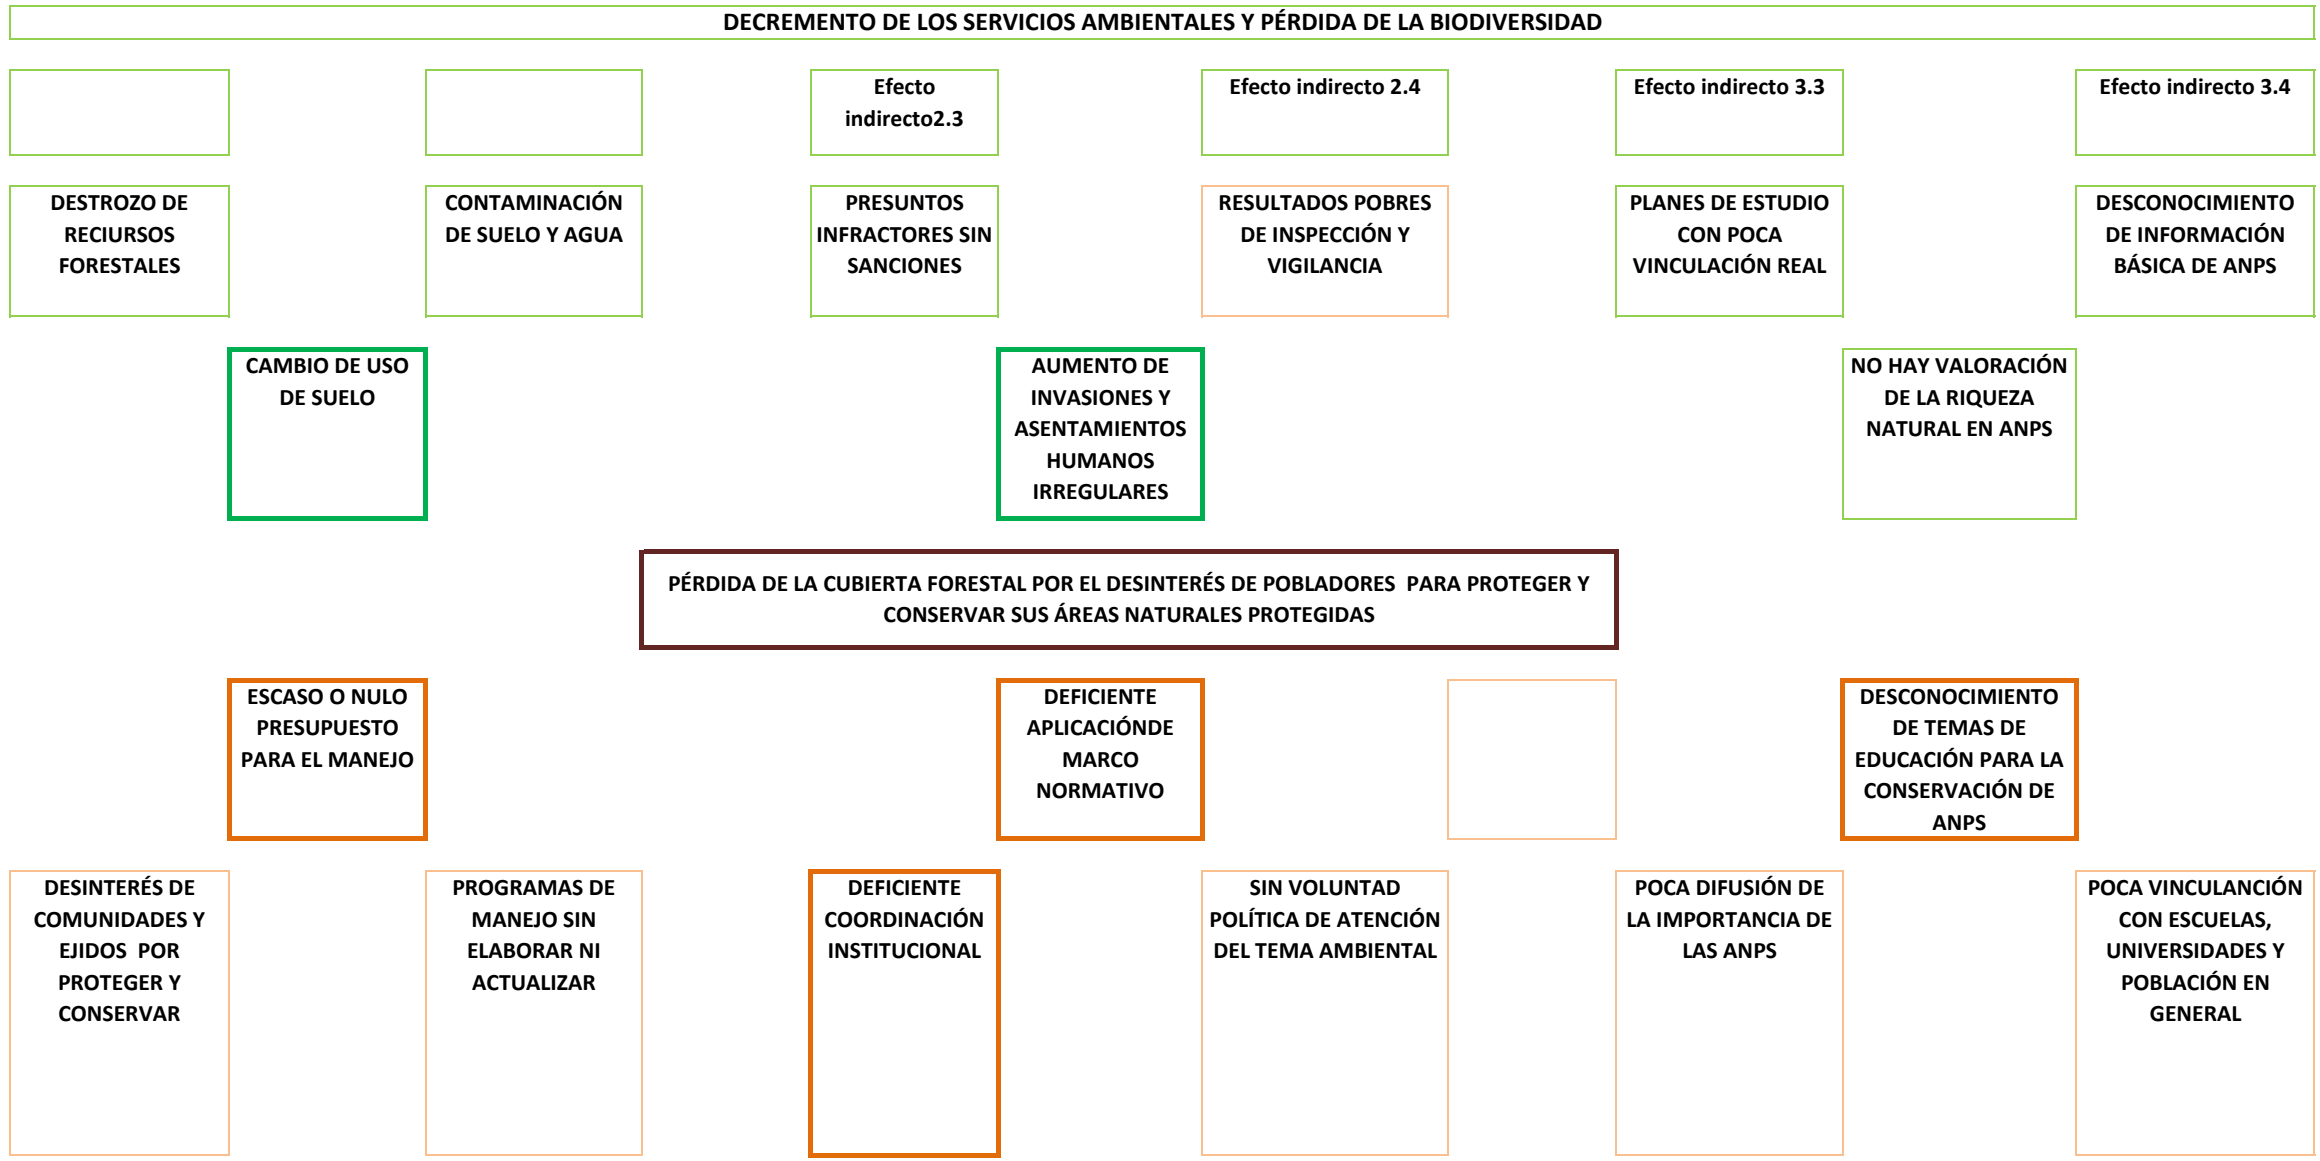 DECREMENTO DE LOS SERVICIOS AMBIENTALES Y PÉRDIDA DE LA BIODIVERSIDAD
Efecto
indirecto2.3
Efecto indirecto 2.4
Efecto indirecto 3.3
Efecto indirecto 3.4
DESTROZO DE
RECIURSOS
FORESTALES
CONTAMINACIÓN
DE SUELO Y AGUA
PRESUNTOS
INFRACTORES SIN
SANCIONES
RESULTADOS POBRES
DE INSPECCIÓN Y
VIGILANCIA
PLANES DE ESTUDIO
CON POCA
VINCULACIÓN REAL
DESCONOCIMIENTO
DE INFORMACIÓN
BÁSICA DE ANPS
CAMBIO DE USO
DE SUELO
AUMENTO DE
INVASIONES Y
ASENTAMIENTOS
HUMANOS
IRREGULARES
NO HAY VALORACIÓN
DE LA RIQUEZA
NATURAL EN ANPS
PÉRDIDA DE LA CUBIERTA FORESTAL POR EL DESINTERÉS DE POBLADORES  PARA PROTEGER Y
CONSERVAR SUS ÁREAS NATURALES PROTEGIDAS
ESCASO O NULO
PRESUPUESTO
PARA EL MANEJO
DEFICIENTE
APLICACIÓNDE
MARCO
NORMATIVO
DESCONOCIMIENTO
DE TEMAS DE
EDUCACIÓN PARA LA
CONSERVACIÓN DE
ANPS
DESINTERÉS DE
COMUNIDADES Y
EJIDOS  POR
PROTEGER Y
CONSERVAR
PROGRAMAS DE
MANEJO SIN
ELABORAR NI
ACTUALIZAR
DEFICIENTE
COORDINACIÓN
INSTITUCIONAL
SIN VOLUNTAD
POLÍTICA DE ATENCIÓN
DEL TEMA AMBIENTAL
POCA DIFUSIÓN DE
LA IMPORTANCIA DE
LAS ANPS
POCA VINCULANCIÓN
CON ESCUELAS,
UNIVERSIDADES Y
POBLACIÓN EN
GENERAL